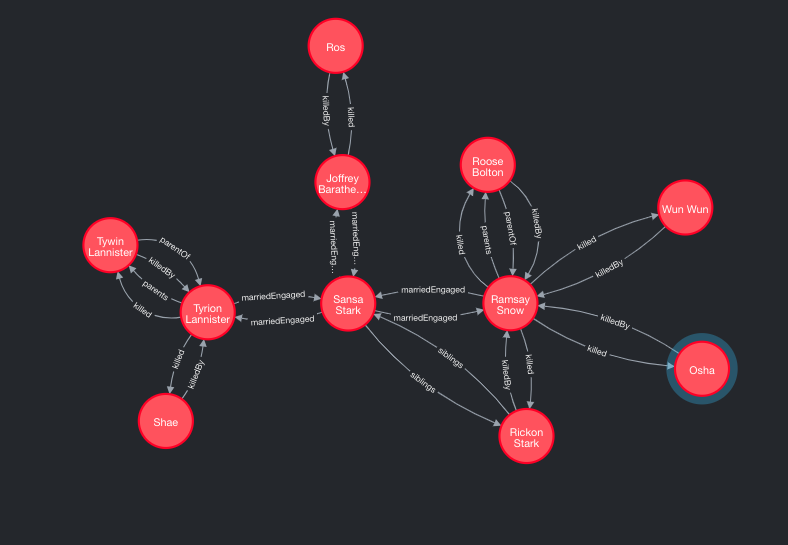 Ros
killedBy
killed
Joffrey
Barathe...
marriedEng...
marriedEng...
Roose
Bolton
killed
parents
parentOf
killedBy
Wun Wun
killed
killedBy
Tywin
Lannister
parentOf
killedBy
parents
killed
Tyrion
Lannister
marriedEngaged
marriedEngaged
Sansa
Stark
marriedEngaged
marriedEngaged
Ramsay
Snow
killedBy
killed
Osha
killed
killedBy
Shae
siblings
siblings
killedBy
killed
Rickon
Stark